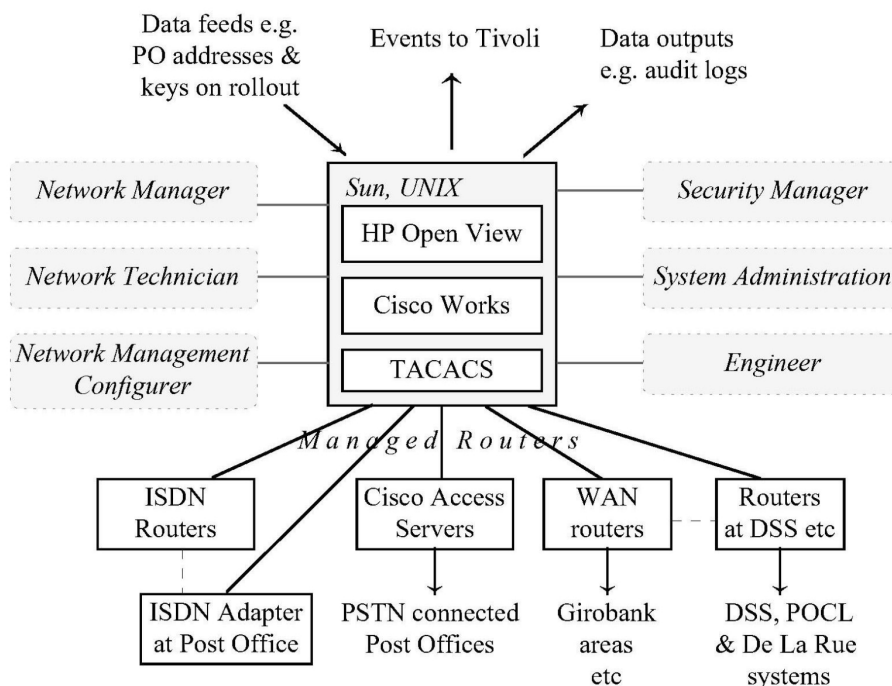 Data feeds e.g.
PO addresses &
keys on rollout
Events to Tivoli
Data outputs
e.g. audit logs
Network Manager
Sun, UNIX
Security Manager
HP Open View
Network Technician
System Administration
Cisco Works
Network Management
Configurer
TACACS
Engineer
Managed Routers
ISDN
Routers
Cisco Access
Servers
WAN
routers
Routers
at DSS etc
ISDN Adapter
at Post Office
PSTN connected
Post Offices
Girobank
areas
etc
DSS, POCL
& De La Rue
systems